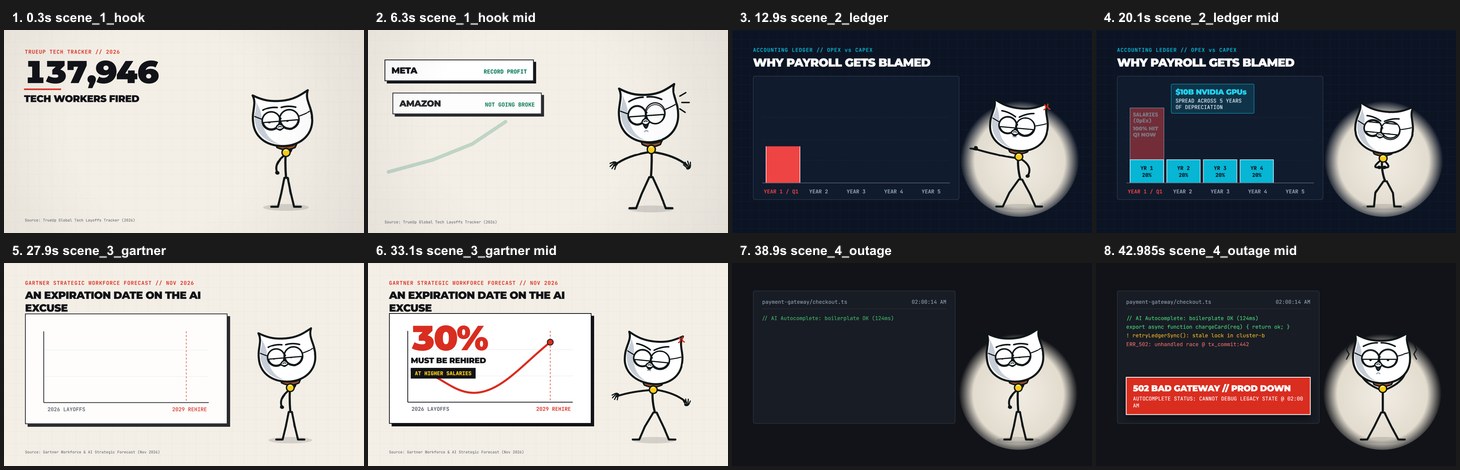 1. 0.3s scene_1_hook
TRUEUP TECH TRACKER // 2026
137,946
TECH WORKERS FIRED
Source: TrueUp Global Tech Layoffs Tracker (2026)
2. 6.3s scene_1_hook mid
META RECORD PROFIT
AMAZON NOT GOING BROKE
Source: TrueUp Global Tech Layoffs Tracker (2026)
3. 12.9s scene_2_ledger
ACCOUNTING LEDGER // OPEX vs CAPEX
WHY PAYROLL GETS BLAMED
YEAR 1 / Q1 YEAR 2 YEAR 3 YEAR 4 YEAR 5
4. 20.1s scene_2_ledger mid
ACCOUNTING LEDGER // OPEX vs CAPEX
WHY PAYROLL GETS BLAMED
$10B NVIDIA GPUs
SPREAD ACROSS 5 YEARS
OF DEPRECIATION
SALARIES
(OpEx)
100% HIT
Q1 NOW
YR 1 YR 2 YR 3 YR 4
20% 20% 20% 20%
YEAR 1 / Q1 YEAR 2 YEAR 3 YEAR 4 YEAR 5
5. 27.9s scene_3_gartner
GARTNER STRATEGIC WORKFORCE FORECAST // NOV 2026
AN EXPIRATION DATE ON THE AI
EXCUSE
2026 LAYOFFS 2029 REHIRE
Source: Gartner Workforce & AI Strategic Forecast (Nov 2026)
6. 33.1s scene_3_gartner mid
GARTNER STRATEGIC WORKFORCE FORECAST // NOV 2026
AN EXPIRATION DATE ON THE AI
EXCUSE
30%
MUST BE REHIRED
AT HIGHER SALARIES
2026 LAYOFFS 2029 REHIRE
Source: Gartner Workforce & AI Strategic Forecast (Nov 2026)
7. 38.9s scene_4_outage
payment-gateway/checkout.ts 02:00:14 AM
// AI Autocomplete: boilerplate OK (124ms)
8. 42.985s scene_4_outage mid
payment-gateway/checkout.ts 02:00:14 AM
// AI Autocomplete: boilerplate OK (124ms)
export async function chargeCard(req) { return ok; }
! retryLedgerSync(): stale lock in cluster-b
ERR_502: unhandled race @ tx_commit:442
502 BAD GATEWAY // PROD DOWN
AUTOCOMPLETE STATUS: CANNOT DEBUG LEGACY STATE @ 02:00
AM